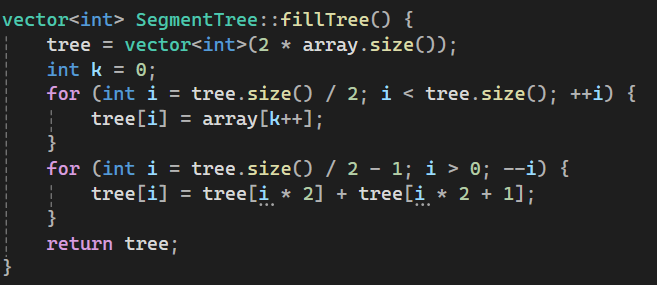 vector<int> SegmentTree::fillTree() {
    tree = vector<int>(2 * array.size());
    int k = 0;
    for (int i = tree.size() / 2; i < tree.size(); ++i) {
        tree[i] = array[k++];
    }
    for (int i = tree.size() / 2 - 1; i > 0; --i) {
        tree[i] = tree[i * 2] + tree[i * 2 + 1];
    }
    return tree;
}